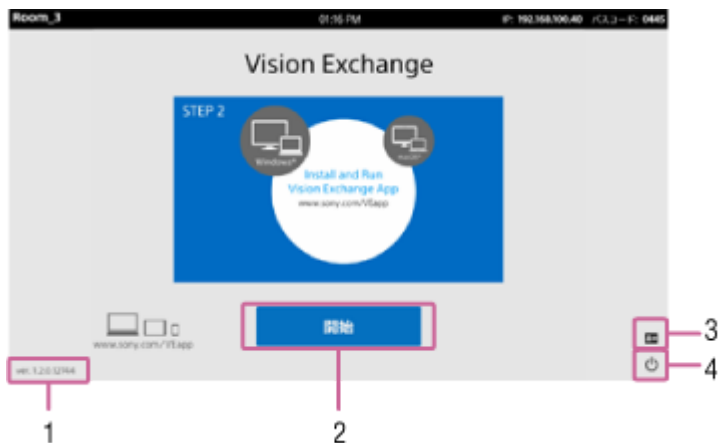 Room_3
01:16 PM
IP: 192.168.100.40 パスコード: 0445
Vision Exchange
STEP 2
Windows®
Install and Run
Vision Exchange App
www.sony.com/VEapp
開始
www.sony.com/VEapp
3
4
1
2